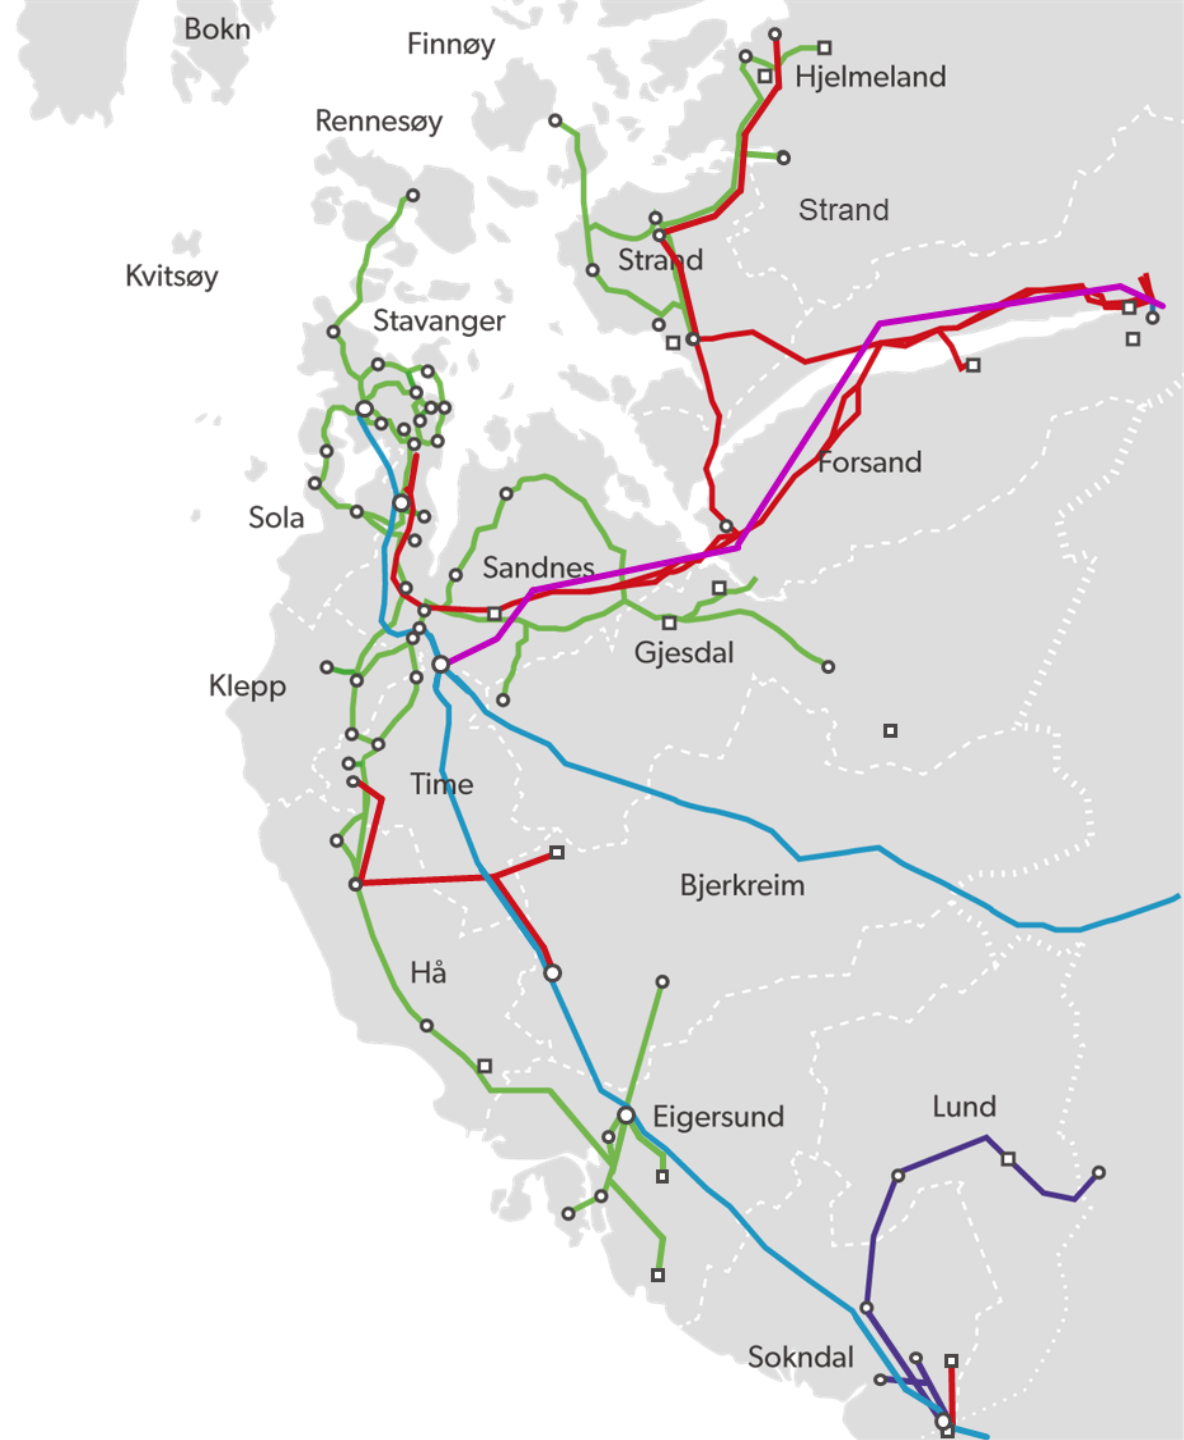 Bokn
Finnøy
Hjelmeland
Rennesøy
Strand
Strand
Kvitsøy
Stavanger
Forsand
Sola
Sandnes
Gjesdal
Klepp
Time
Bjerkreim
Hå
Lund
Eigersund
Sokndal